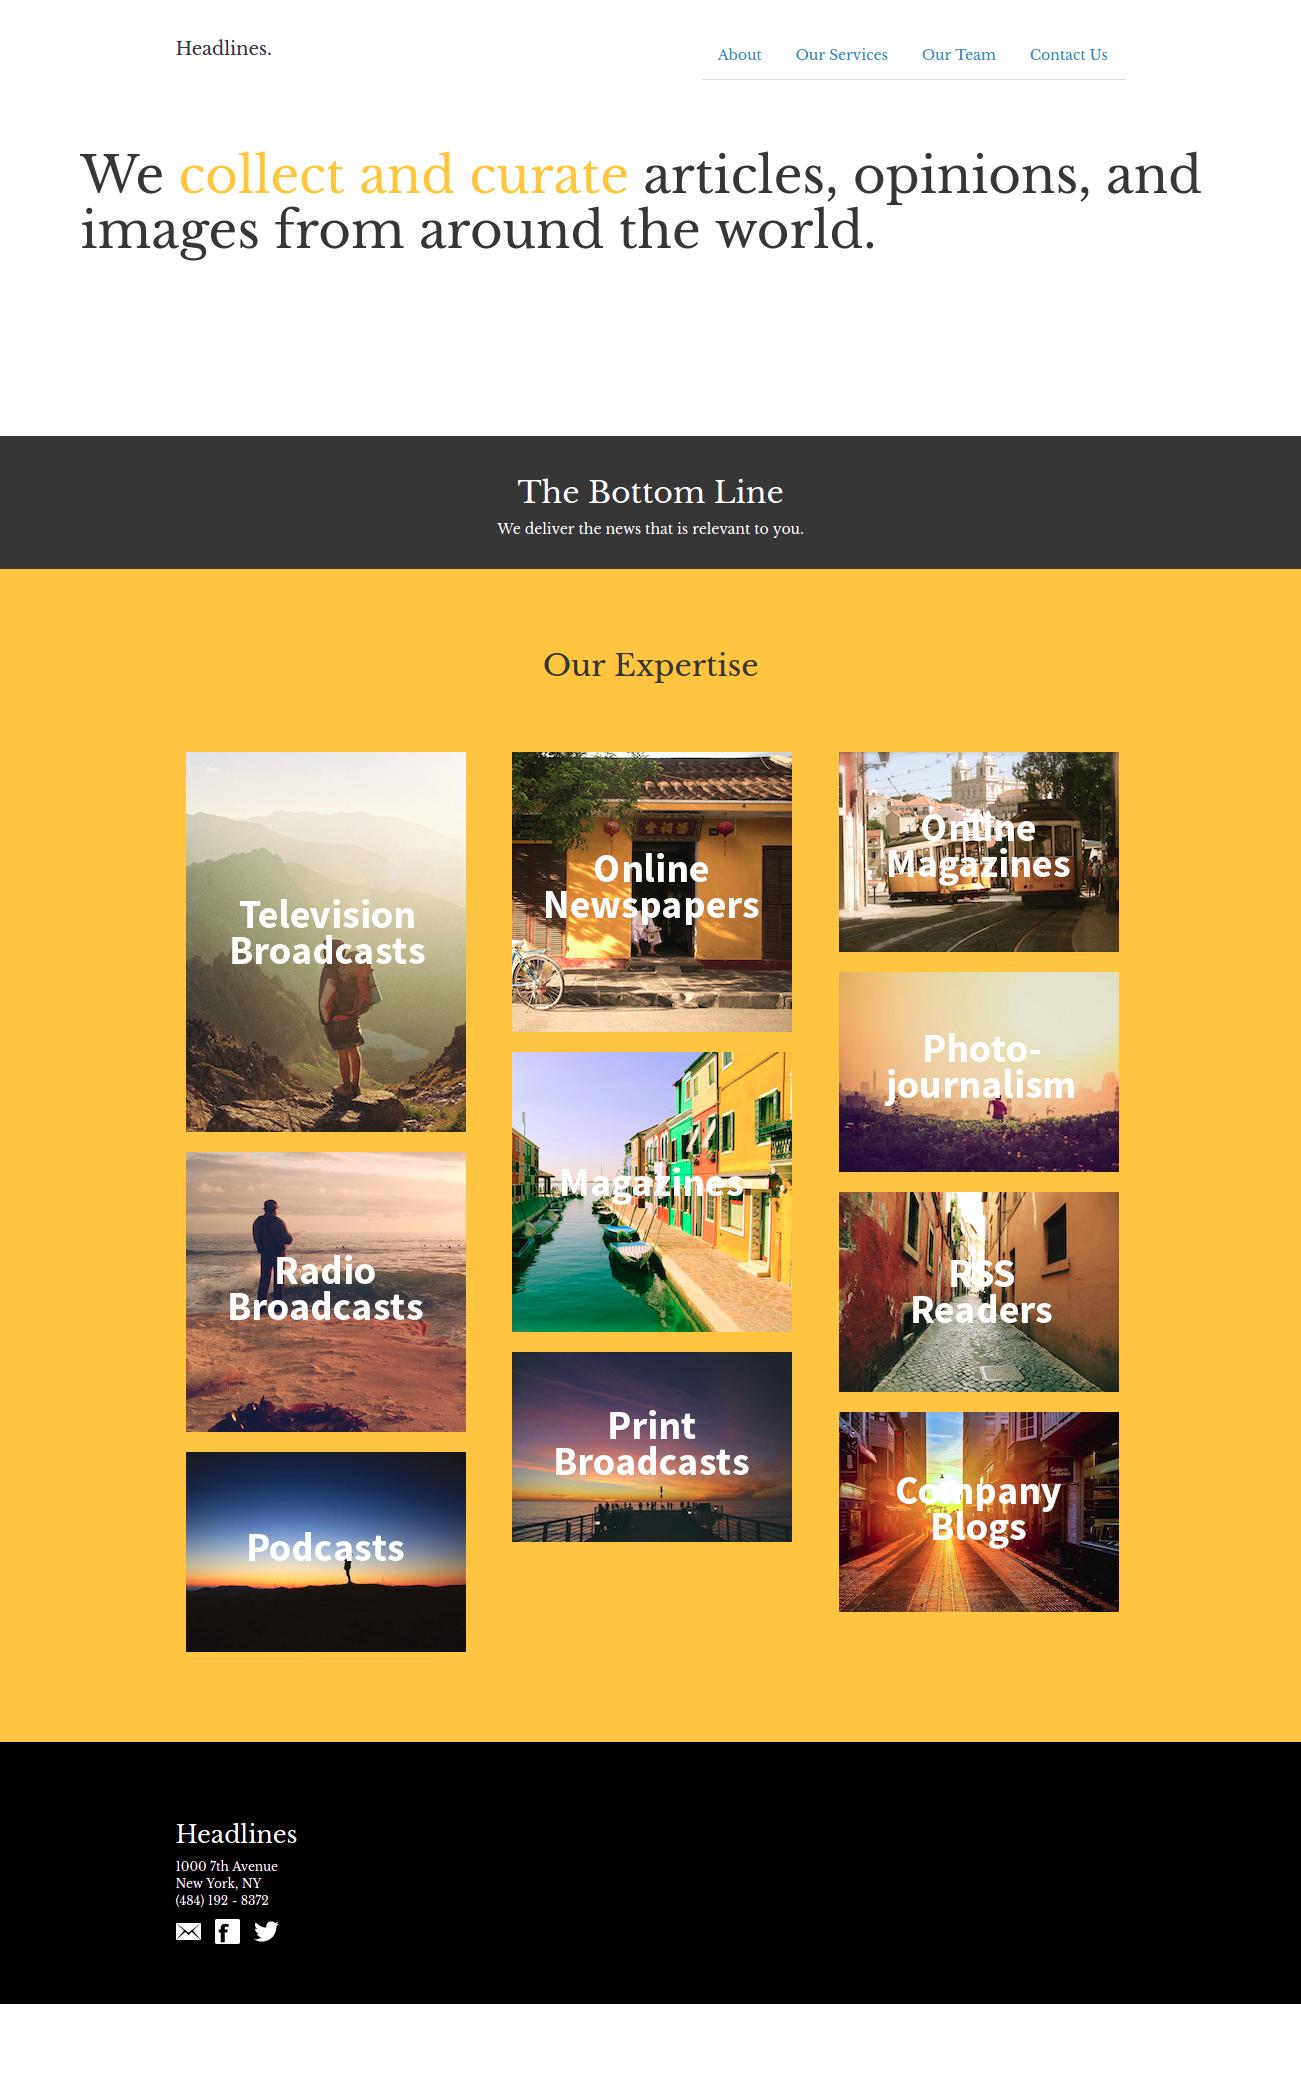 Headlines.
About
Our Services
Our Team
Contact Us
We collect and curate articles, opinions, and
images from around the world.
The Bottom Line
We deliver the news that is relevant to you.
Our Expertise
Television
Broadcasts
Radio
Broadcasts
Podcasts
Online
Newspapers
Magazines
Print
Broadcasts
Online
Magazines
Photo-
journalism
RSS
Readers
Company
Blogs
Headlines
1000 7th Avenue
New York, NY
(484) 192 - 8372